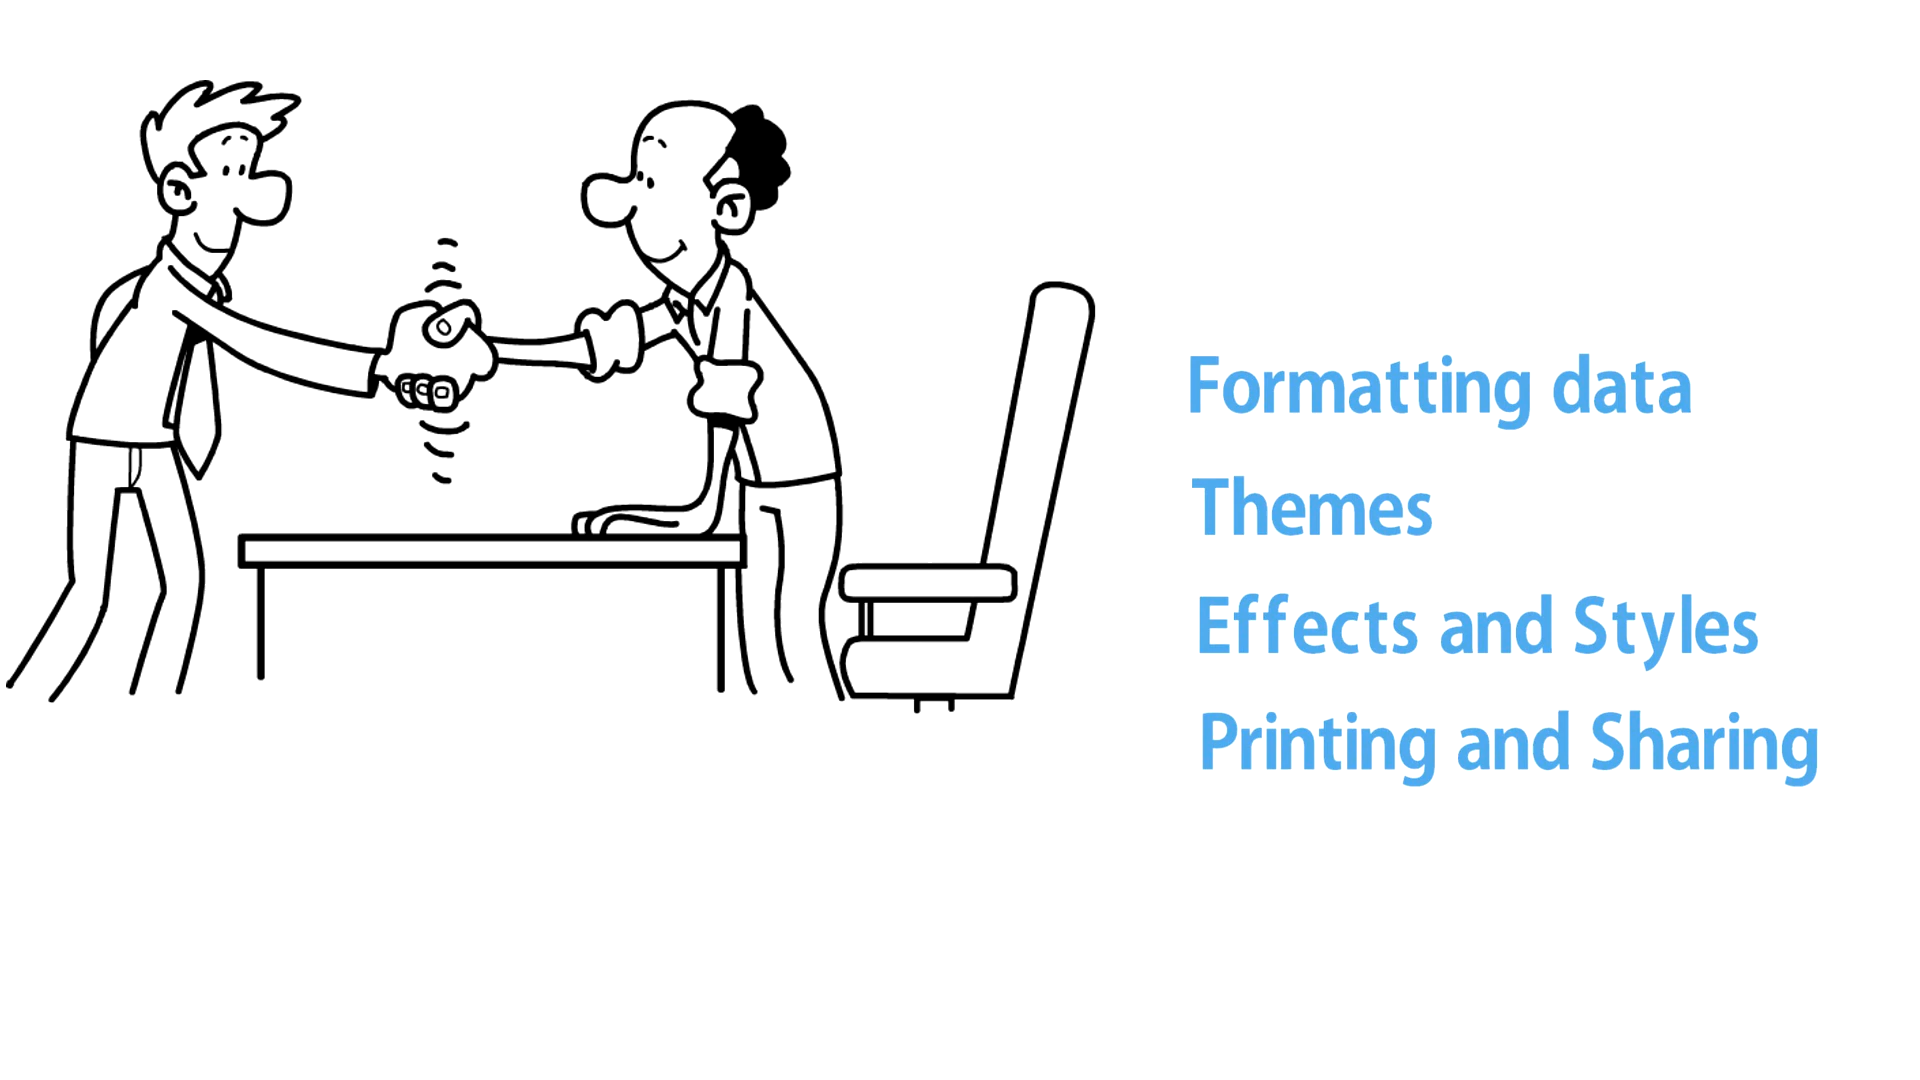 Formatting data
Themes
Effects and Styles
Printing and Sharing